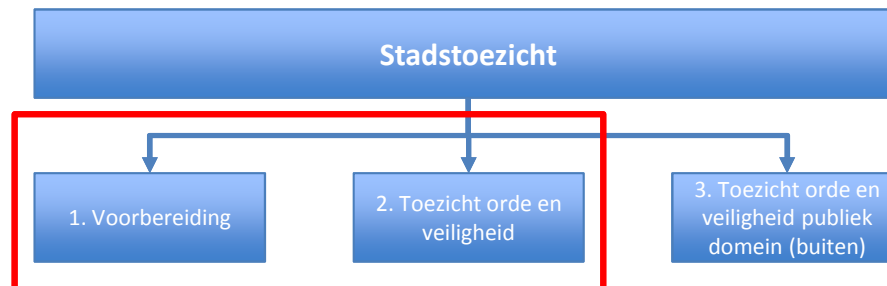 Stadstoezicht
1. Voorbereiding
2. Toezicht orde en
veiligheid
3. Toezicht orde en
veiligheid publiek
domein (buiten)